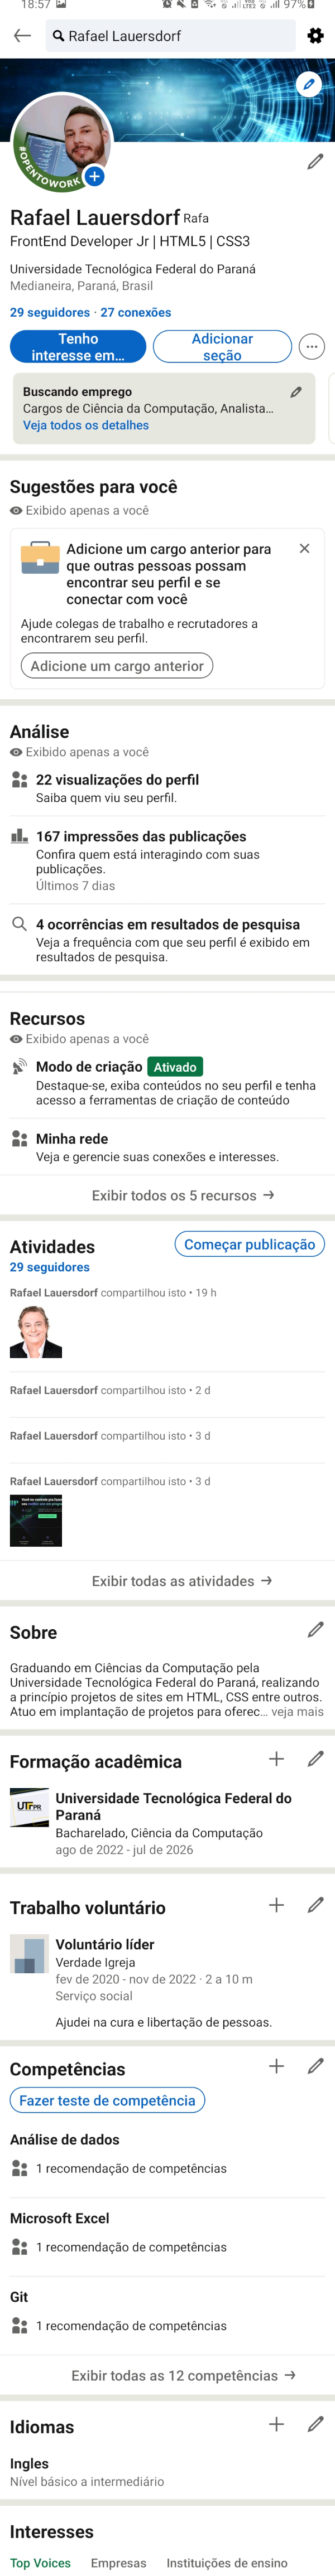 18:57
97%
Rafael Lauersdorf
#OPENTOWORK
Rafael Lauersdorf Rafa
FrontEnd Developer Jr | HTML5 | CSS3
Universidade Tecnológica Federal do Paraná
Medianeira, Paraná, Brasil
29 seguidores · 27 conexões
Tenho
interesse em...
Adicionar
seção
Buscando emprego
Cargos de Ciência da Computação, Analista...
Veja todos os detalhes
Sugestões para você
Exibido apenas a você
Adicione um cargo anterior para
que outras pessoas possam
encontrar seu perfil e se
conectar com você
Ajude colegas de trabalho e recrutadores a
encontrarem seu perfil.
Adicione um cargo anterior
Análise
Exibido apenas a você
22 visualizações do perfil
Saiba quem viu seu perfil.
167 impressões das publicações
Confira quem está interagindo com suas
publicações.
Últimos 7 dias
4 ocorrências em resultados de pesquisa
Veja a frequência com que seu perfil é exibido em
resultados de pesquisa.
Recursos
Exibido apenas a você
Modo de criação Ativado
Destaque-se, exiba conteúdos no seu perfil e tenha
acesso a ferramentas de criação de conteúdo
Minha rede
Veja e gerencie suas conexões e interesses.
Exibir todos os 5 recursos →
Atividades
Começar publicação
29 seguidores
Rafael Lauersdorf compartilhou isto • 19 h
Rafael Lauersdorf compartilhou isto • 2 d
Rafael Lauersdorf compartilhou isto • 3 d
Rafael Lauersdorf compartilhou isto • 3 d
Exibir todas as atividades →
Sobre
Graduando em Ciências da Computação pela
Universidade Tecnológica Federal do Paraná, realizando
a princípio projetos de sites em HTML, CSS entre outros.
Atuo em implantação de projetos para oferec... veja mais
Formação acadêmica
UTFPR
Universidade Tecnológica Federal do
Paraná
Bacharelado, Ciência da Computação
ago de 2022 - jul de 2026
Trabalho voluntário
Voluntário líder
Verdade Igreja
fev de 2020 - nov de 2022 · 2 a 10 m
Serviço social
Ajudei na cura e libertação de pessoas.
Competências
Fazer teste de competência
Análise de dados
1 recomendação de competências
Microsoft Excel
1 recomendação de competências
Git
1 recomendação de competências
Exibir todas as 12 competências →
Idiomas
Ingles
Nível básico a intermediário
Interesses
Top Voices
Empresas
Instituições de ensino